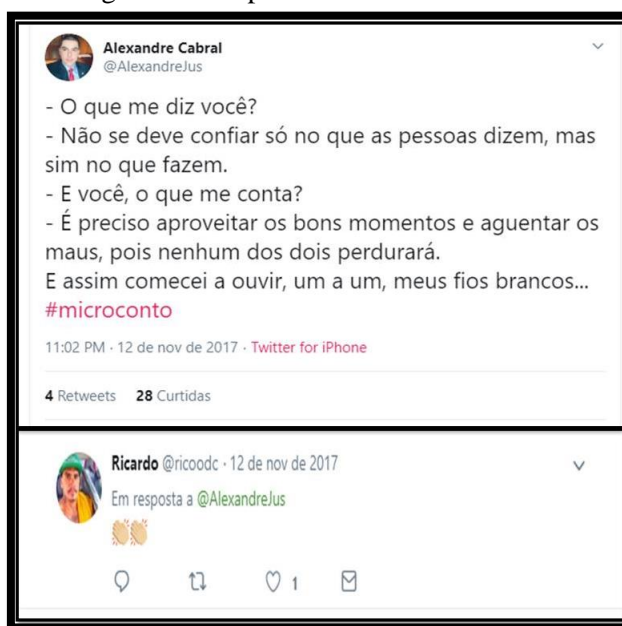 Alexandre Cabral
@AlexandreJus
- O que me diz você?
- Não se deve confiar só no que as pessoas dizem, mas
sim no que fazem.
- E você, o que me conta?
- É preciso aproveitar os bons momentos e aguentar os
maus, pois nenhum dos dois perdurará.
E assim comecei a ouvir, um a um, meus fios brancos...
#microconto
11:02 PM · 12 de nov de 2017 · Twitter for iPhone
4 Retweets 28 Curtidas
Ricardo @ricoodc · 12 de nov de 2017
Em resposta a @AlexandreJus
👏👏
1